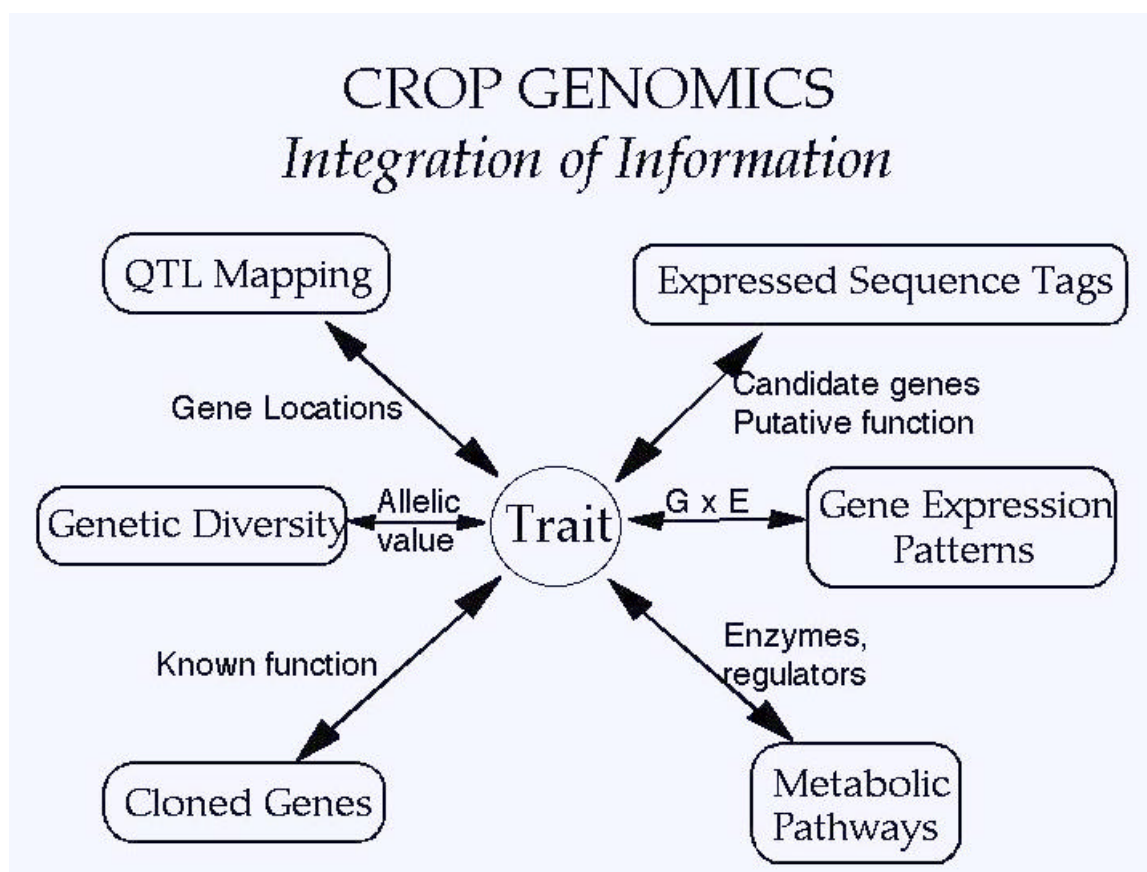 CROP GENOMICS
Integration of Information
QTL Mapping
Expressed Sequence Tags
Gene Locations
Candidate genes
Putative function
Genetic Diversity
Allelic
value
Trait
G x E
Gene Expression
Patterns
Known function
Enzymes,
regulators
Cloned Genes
Metabolic
Pathways